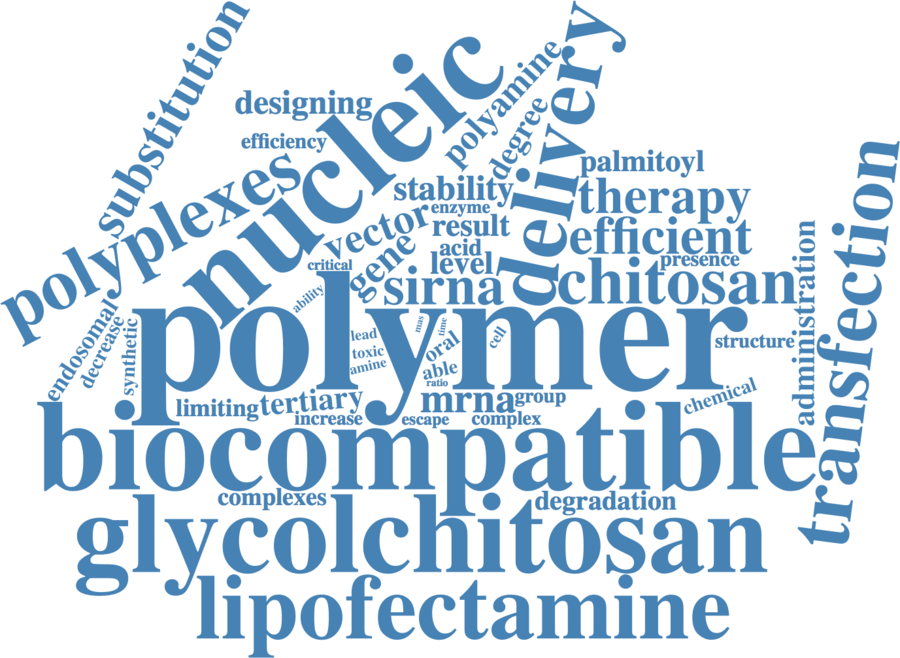 substitution
nucleic
delivery
designing
polyamine
degree
efficiency
polyplexes
palmitoyl
transfection
stability
therapy
enzyme
vector
result
efficient
gene
acid
level
presence
critical
sirna
chitosan
administration
ability
polymer
endosomal
decrease
synthetic
mas
time
lead
toxic
amine
oral
cell
able
ratio
structure
limiting
tertiary
mrna
group
chemical
increase
escape
complex
biocompatible
complexes
degradation
glycolchitosan
lipofectamine